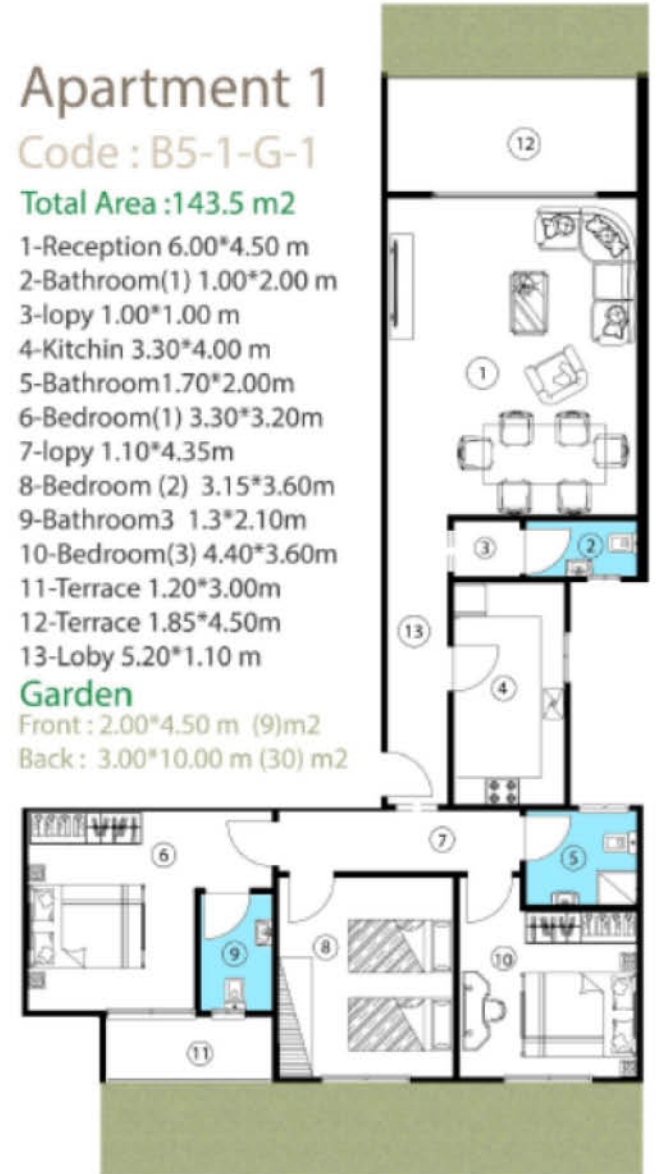 Apartment 1
Code : B5-1-G-1
Total Area :143.5 m2
1-Reception 6.00*4.50 m
2-Bathroom(1) 1.00*2.00 m
3-lopy 1.00*1.00 m
4-Kitchin 3.30*4.00 m
5-Bathroom1.70*2.00m
6-Bedroom(1) 3.30*3.20m
7-lopy 1.10*4.35m
8-Bedroom (2) 3.15*3.60m
9-Bathroom3 1.3*2.10m
10-Bedroom(3) 4.40*3.60m
11-Terrace 1.20*3.00m
12-Terrace 1.85*4.50m
13-Loby 5.20*1.10 m
Garden
Front : 2.00*4.50 m (9)m2
Back : 3.00*10.00 m (30) m2
12
1
3
2
13
4
7
6
5
8
9
10
11